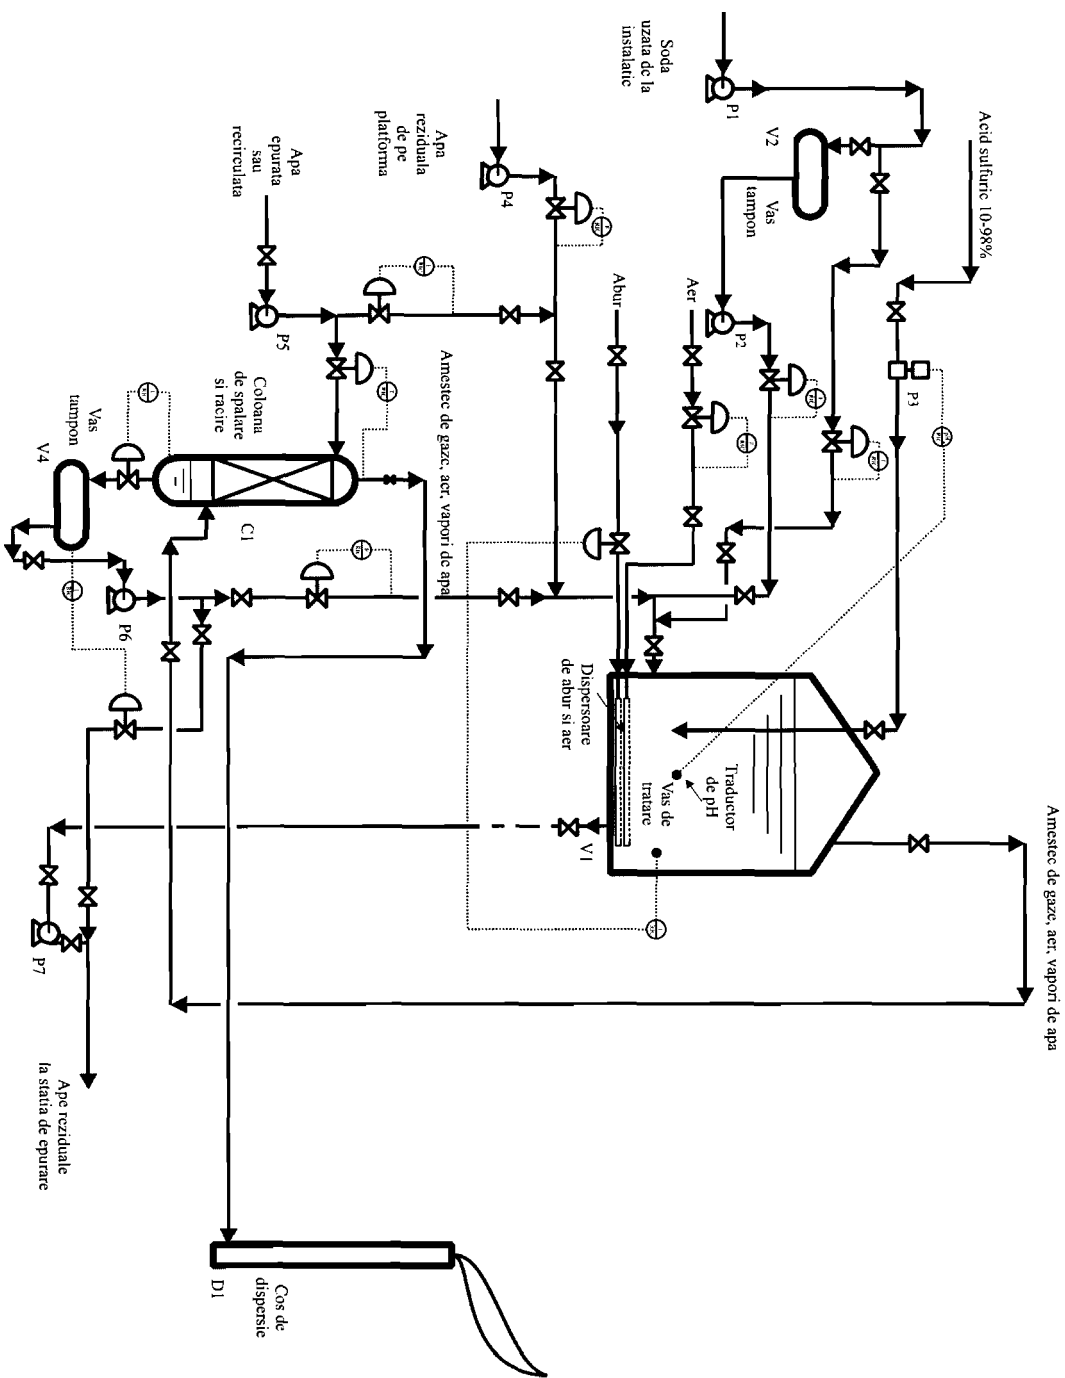 Acid sulfuric 10-98%
Soda
uzata de la
instalatie
P1
V2
Vas
tampon
P3
P2
Apa
reziduala
de pe
platforma
P4
Aer
Abur
Apa
epurata
sau
recirculata
P5
Amestec de gaze, aer, vapori de apa
Coloana
de spalare
si racire
Vas
tampon
V4
C1
P6
Dispersoare
de abur si aer
Traductor
de pH
Vas de
tratare
V1
Amestec de gaze, aer, vapori de apa
P7
Ape reziduale
la statia de epurare
Cos de
dispersie
D1